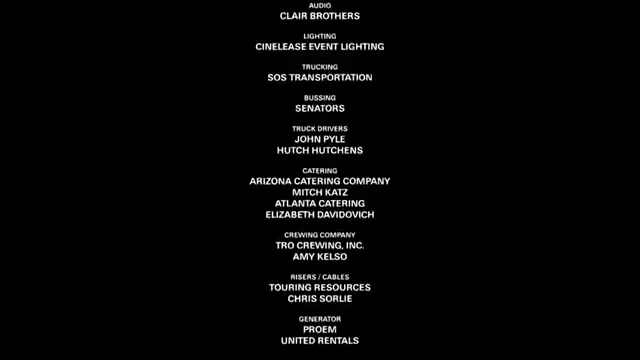 AUDIO
CLAIR BROTHERS
LIGHTING
CINELEASE EVENT LIGHTING
TRUCKING
SOS TRANSPORTATION
BUSSING
SENATORS
TRUCK DRIVERS
JOHN PYLE
HUTCH HUTCHENS
CATERING
ARIZONA CATERING COMPANY
MITCH KATZ
ATLANTA CATERING
ELIZABETH DAVIDOVICH
CREWING COMPANY
TRO CREWING, INC.
AMY KELSO
RISERS / CABLES
TOURING RESOURCES
CHRIS SORLIE
GENERATOR
PROEM
UNITED RENTALS